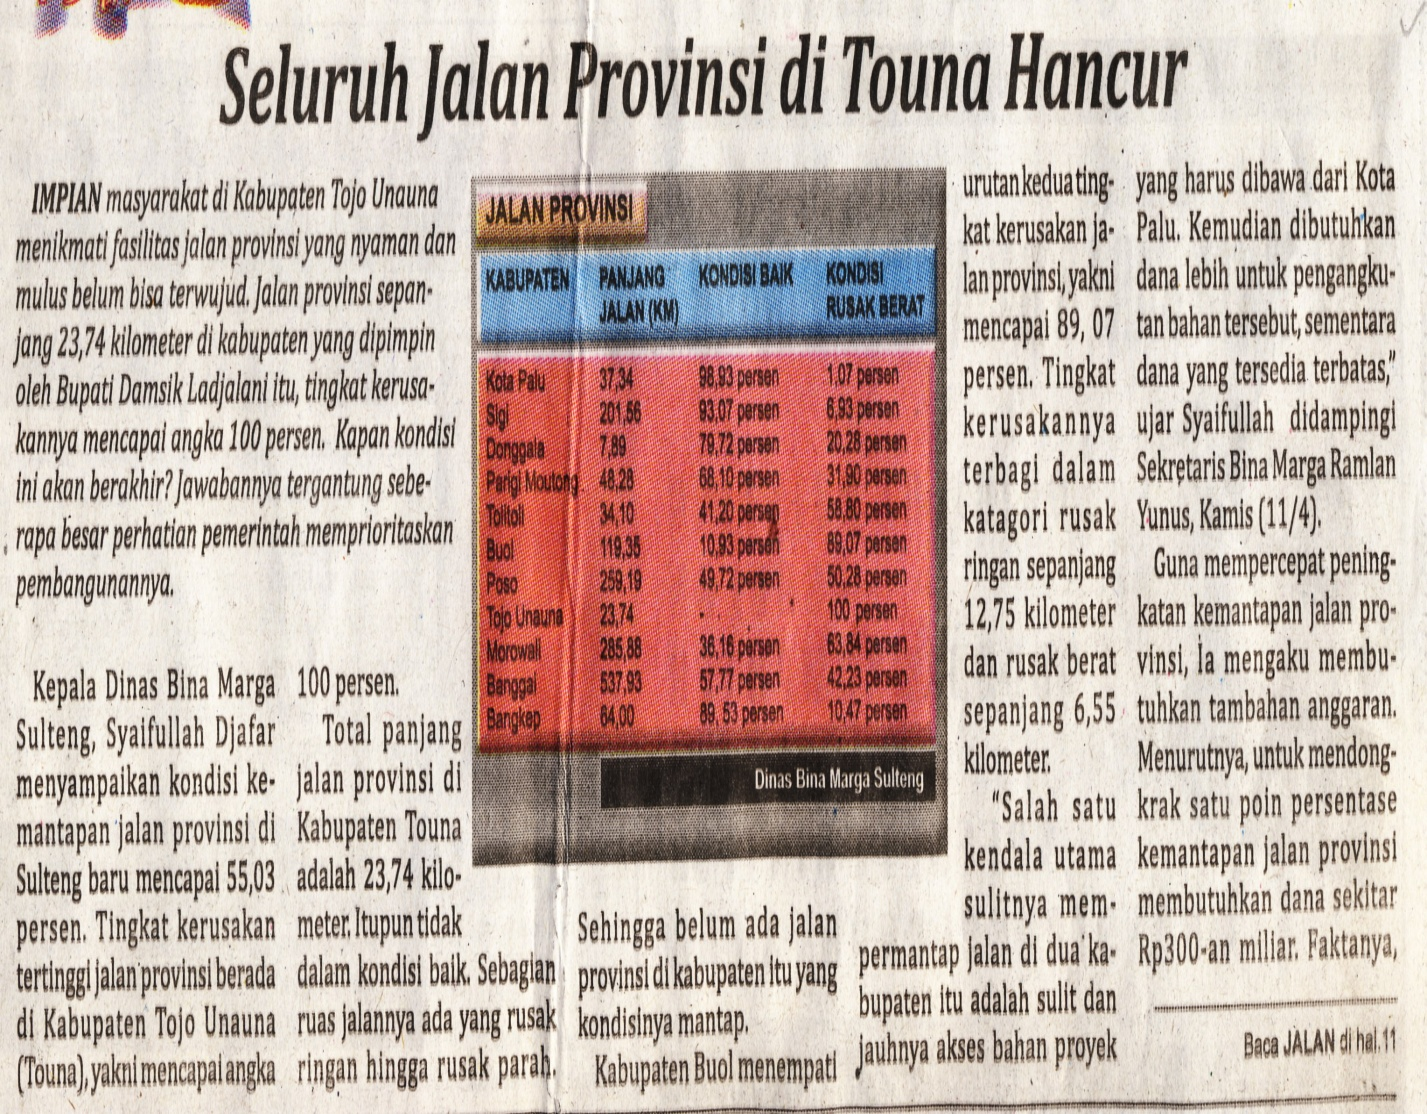 Seluruh Jalan Provinsi di Touna Hancur
IMPIAN masyarakat di Kabupaten Tojo Unauna
menikmati fasilitas jalan provinsi yang nyaman dan
mulus belum bisa terwujud. Jalan provinsi sepan-
jang 23,74 kilometer di kabupaten yang dipimpin
oleh Bupati Damsik Ladjalani itu, tingkat kerusa-
kannya mencapai angka 100 persen. Kapan kondisi
ini akan berakhir? Jawabannya tergantung sebe-
rapa besar perhatian pemerintah memprioritaskan
pembangunannya.
Kepala Dinas Bina Marga
Sulteng, Syaifullah Djafar
menyampaikan kondisi ke-
mantapan jalan provinsi di
Sulteng baru mencapai 55,03
persen. Tingkat kerusakan
tertinggi jalan provinsi berada
di Kabupaten Tojo Unauna
(Touna), yakni mencapai angka
100 persen.
Total panjang
jalan provinsi di
Kabupaten Touna
adalah 23,74 kilo-
meter. Itupun tidak
dalam kondisi baik. Sebagian
ruas jalannya ada yang rusak
ringan hingga rusak parah.
JALAN PROVINSI
KABUPATEN PANJANG JALAN (KM) KONDISI BAIK KONDISI RUSAK BERAT
Kota Palu 37,34 98,93 persen 1,07 persen
Sigi 201,56 93,07 persen 6,93 persen
Donggala 7,89 79,72 persen 20,28 persen
Parigi Moutong 48,28 68,10 persen 31,90 persen
Tolitoli 34,10 41,20 persen 58,80 persen
Buol 119,35 10,93 persen 89,07 persen
Poso 259,19 49,72 persen 50,28 persen
Tojo Unauna 23,74 - 100 persen
Morowali 285,88 36,16 persen 63,84 persen
Banggai 537,93 57,77 persen 42,23 persen
Bangkep 64,00 89, 53 persen 10,47 persen
Dinas Bina Marga Sulteng
Sehingga belum ada jalan
provinsi di kabupaten itu yang
kondisinya mantap.
Kabupaten Buol menempati
urutan kedua ting-
kat kerusakan ja-
lan provinsi, yakni
mencapai 89, 07
persen. Tingkat
kerusakannya
terbagi dalam
katagori rusak
ringan sepanjang
12,75 kilometer
dan rusak berat
sepanjang 6,55
kilometer.
"Salah satu
kendala utama
sulitnya mem-
permantap jalan di dua ka-
bupaten itu adalah sulit dan
jauhnya akses bahan proyek
yang harus dibawa dari Kota
Palu. Kemudian dibutuhkan
dana lebih untuk pengangku-
tan bahan tersebut, sementara
dana yang tersedia terbatas,"
ujar Syaifullah didampingi
Sekretaris Bina Marga Ramlan
Yunus, Kamis (11/4).
Guna mempercepat pening-
katan kemantapan jalan pro-
vinsi, Ia mengaku membu-
tuhkan tambahan anggaran.
Menurutnya, untuk mendong-
krak satu poin persentase
kemantapan jalan provinsi
membutuhkan dana sekitar
Rp300-an miliar. Faktanya,
Baca JALAN di hal.11